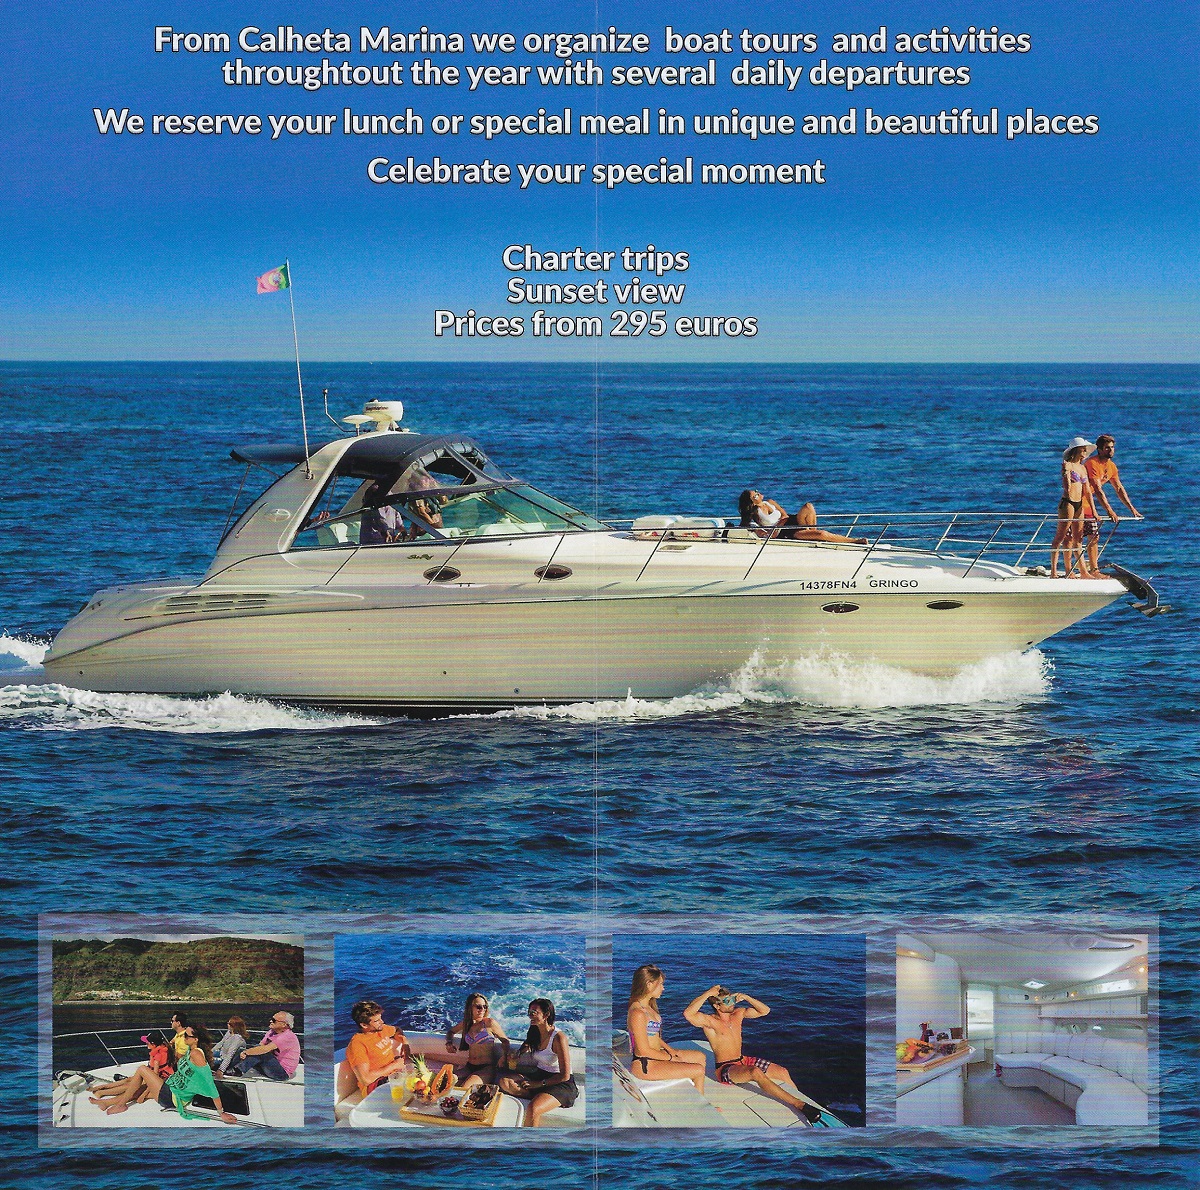 From Calheta Marina we organize boat tours and activities
throughtout the year with several daily departures
We reserve your lunch or special meal in unique and beautiful places
Celebrate your special moment
Charter trips
Sunset view
Prices from 295 euros
14378FN4 GRINGO